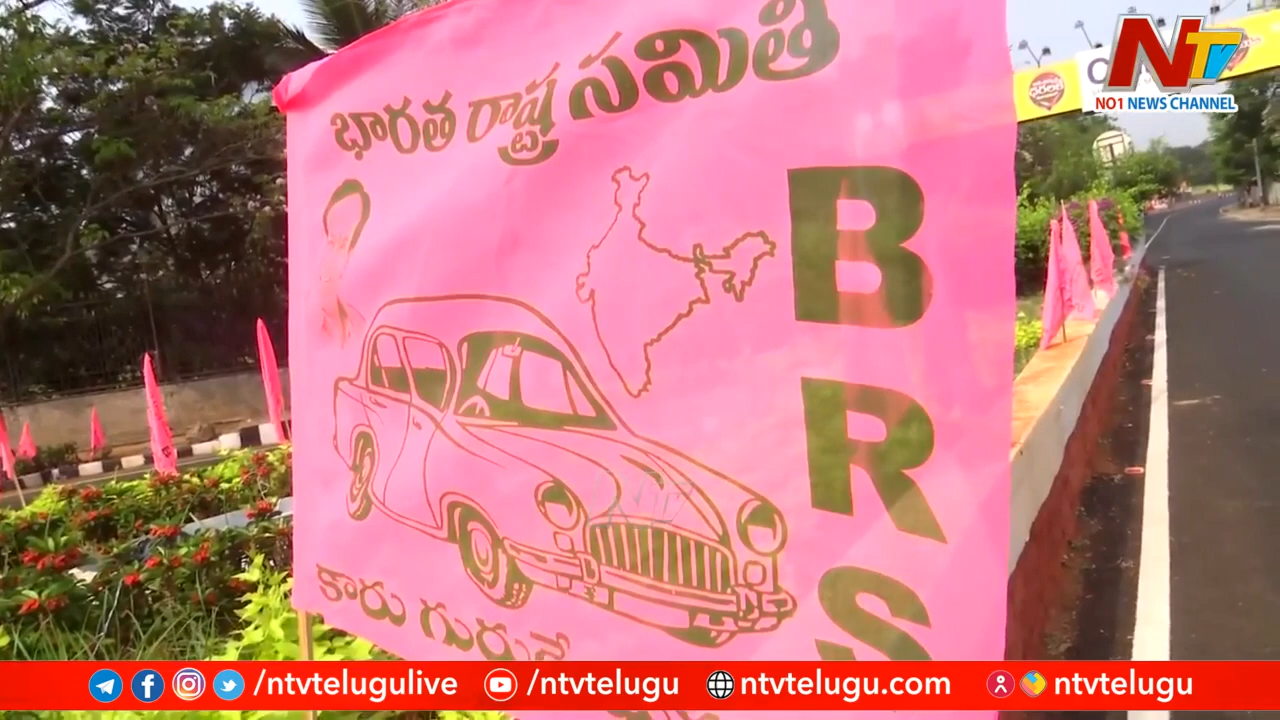 భారత రాష్ట్ర సమితి
NTV
NO1 NEWS CHANNEL
B
R
S
కారు గుర్తుకే
/ntvtelugulive
/ntvtelugu
ntvtelugu.com
ntvtelugu